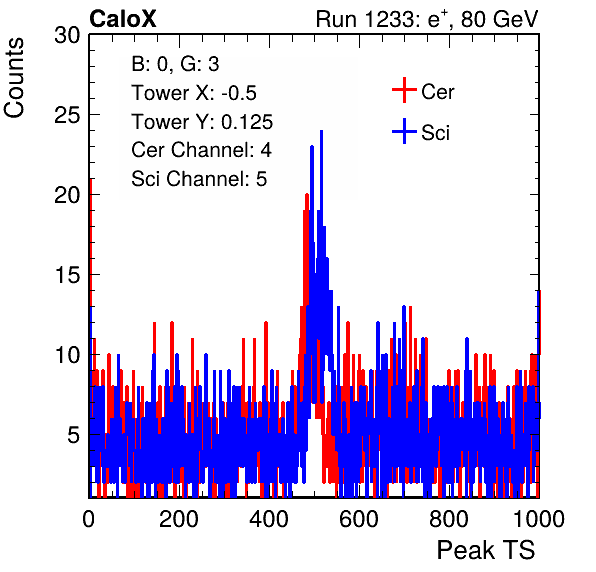 CaloX Run 1233: e⁺, 80 GeV
Counts
30
25
20
15
10
5
B: 0, G: 3
Tower X: -0.5
Tower Y: 0.125
Cer Channel: 4
Sci Channel: 5
Cer
Sci
0 200 400 600 800 1000
Peak TS